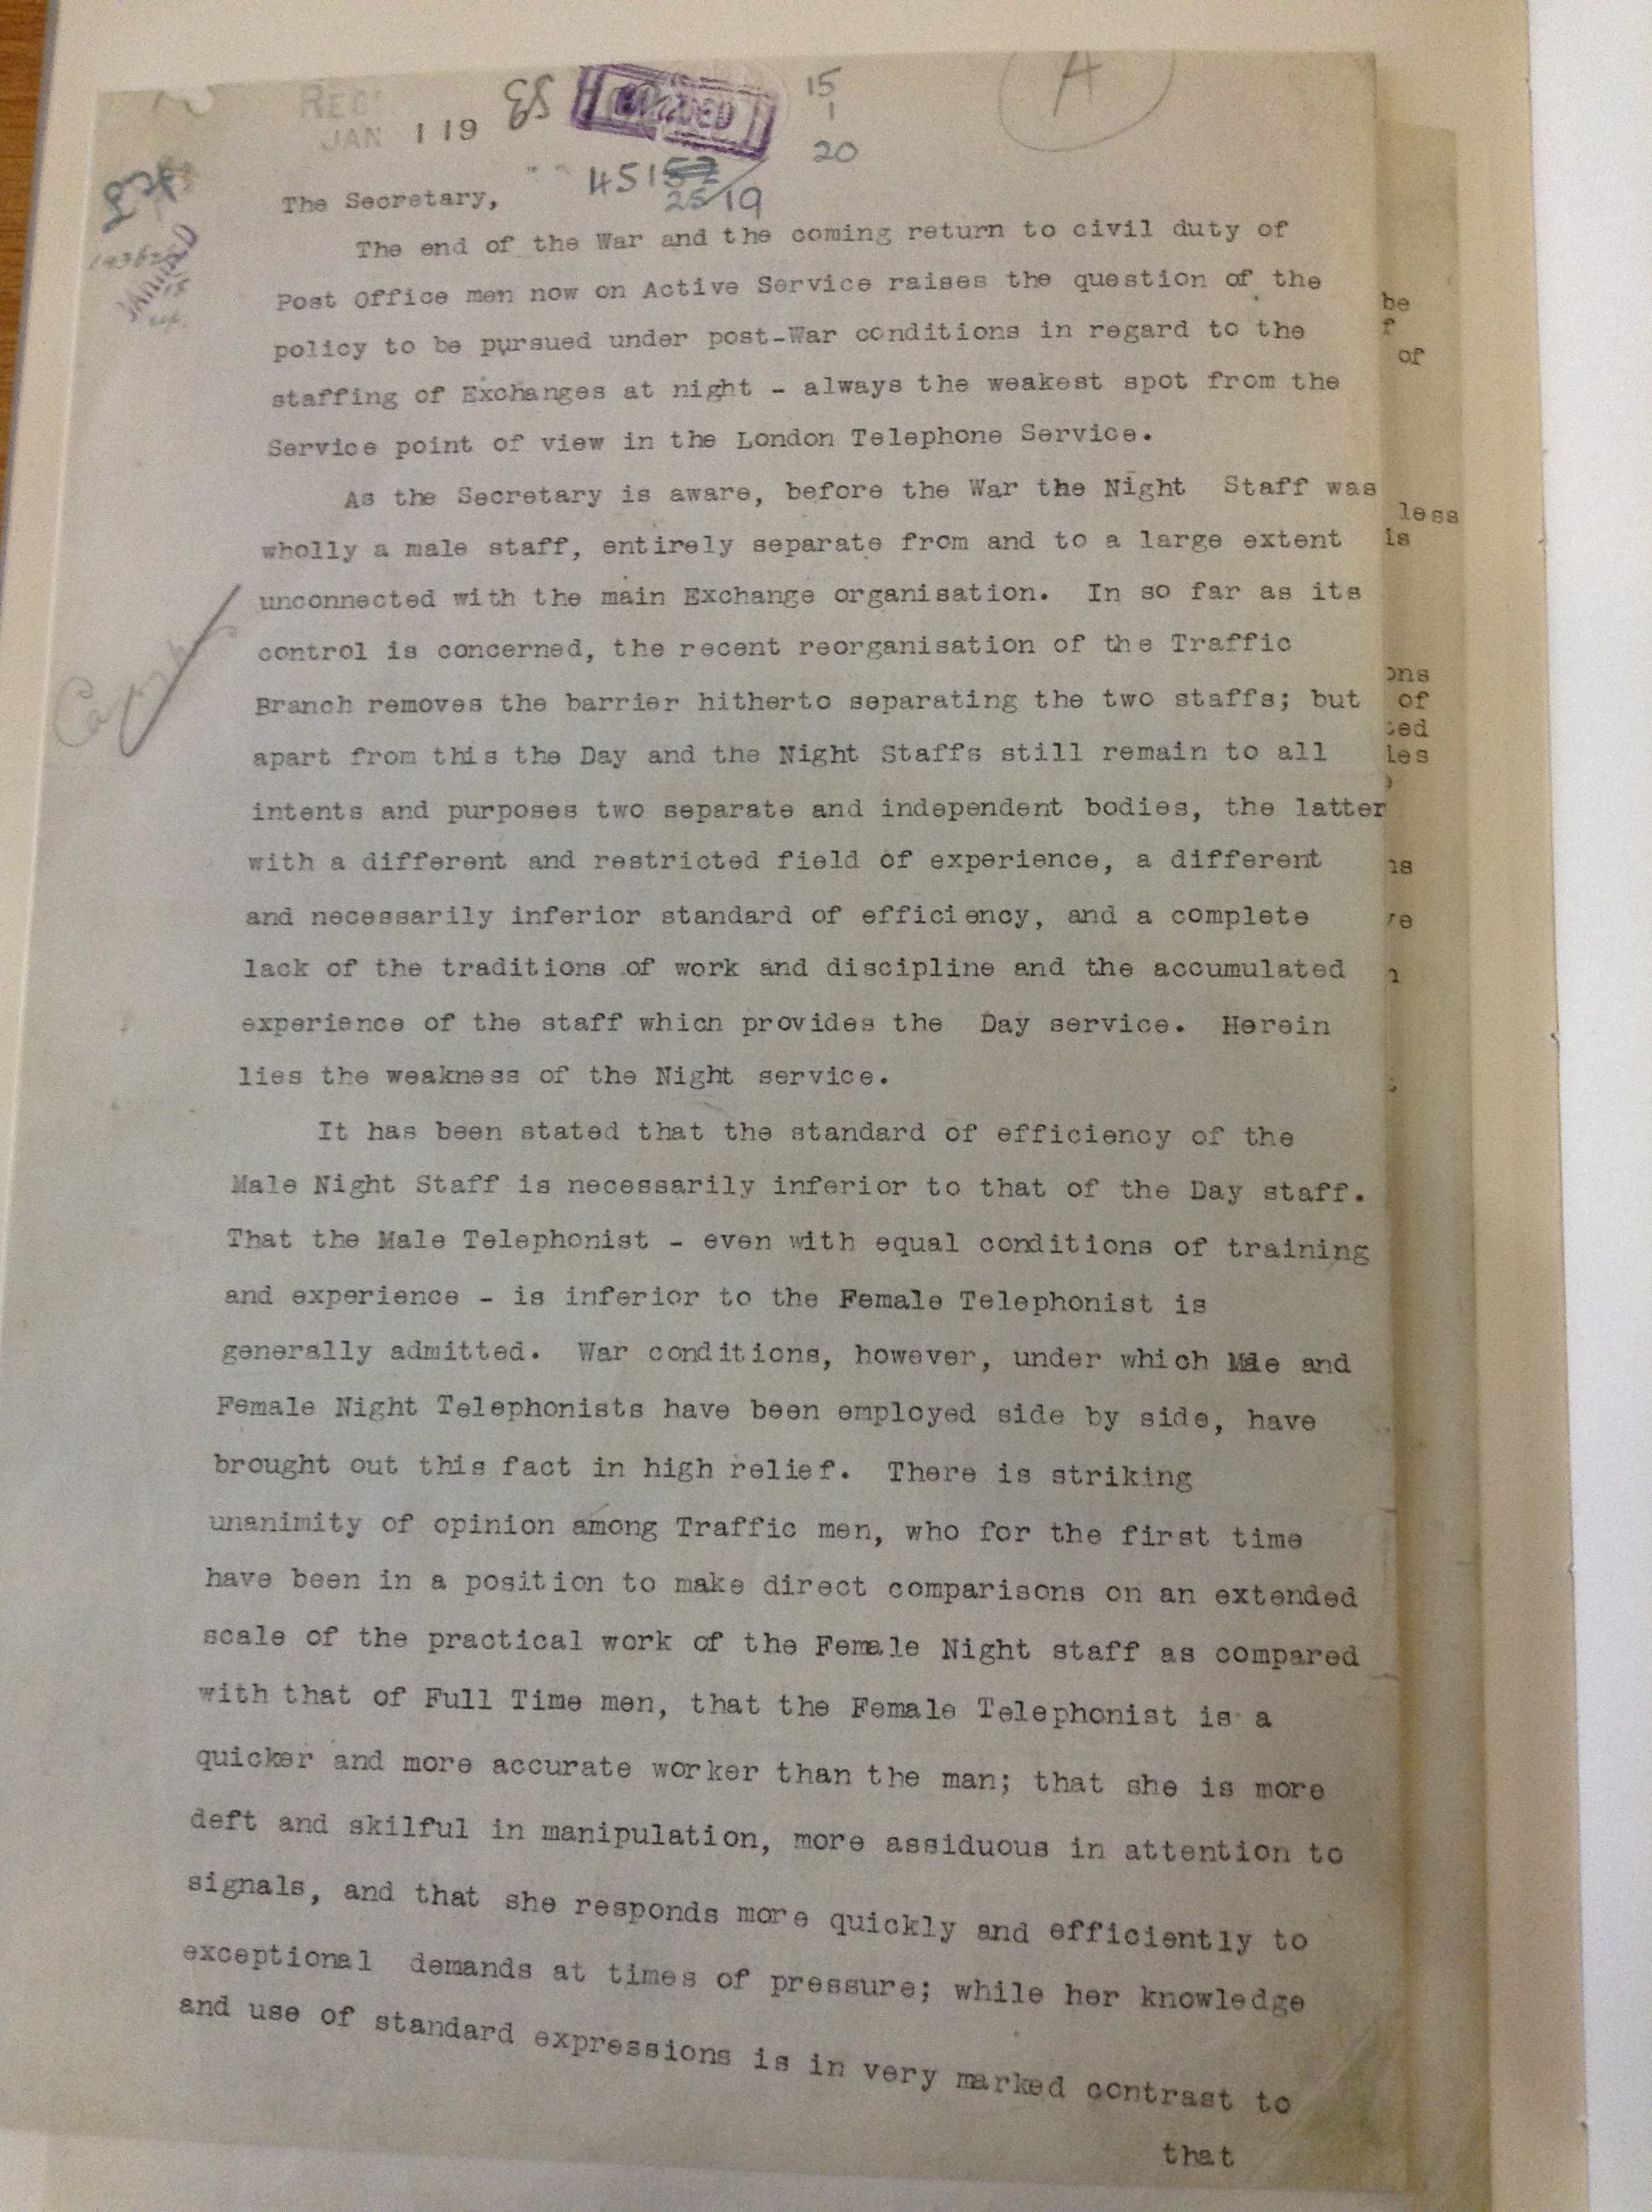 REG
JAN 1 19
15
1
20
A
451
25/19
The Secretary,
The end of the War and the coming return to civil duty of
Post Office men now on Active Service raises the question of the
policy to be pursued under post-War conditions in regard to the
staffing of Exchanges at night - always the weakest spot from the
Service point of view in the London Telephone Service.
As the Secretary is aware, before the War the Night Staff was
wholly a male staff, entirely separate from and to a large extent
unconnected with the main Exchange organisation. In so far as its
control is concerned, the recent reorganisation of the Traffic
Branch removes the barrier hitherto separating the two staffs; but
apart from this the Day and the Night Staffs still remain to all
intents and purposes two separate and independent bodies, the latter
with a different and restricted field of experience, a different
and necessarily inferior standard of efficiency, and a complete
lack of the traditions of work and discipline and the accumulated
experience of the staff which provides the Day service. Herein
lies the weakness of the Night service.
It has been stated that the standard of efficiency of the
Male Night Staff is necessarily inferior to that of the Day staff.
That the Male Telephonist - even with equal conditions of training
and experience - is inferior to the Female Telephonist is
generally admitted. War conditions, however, under which Male and
Female Night Telephonists have been employed side by side, have
brought out this fact in high relief. There is striking
unanimity of opinion among Traffic men, who for the first time
have been in a position to make direct comparisons on an extended
scale of the practical work of the Female Night staff as compared
with that of Full Time men, that the Female Telephonist is a
quicker and more accurate worker than the man; that she is more
deft and skilful in manipulation, more assiduous in attention to
signals, and that she responds more quickly and efficiently to
exceptional demands at times of pressure; while her knowledge
and use of standard expressions is in very marked contrast to
that
be
of
less
is
of